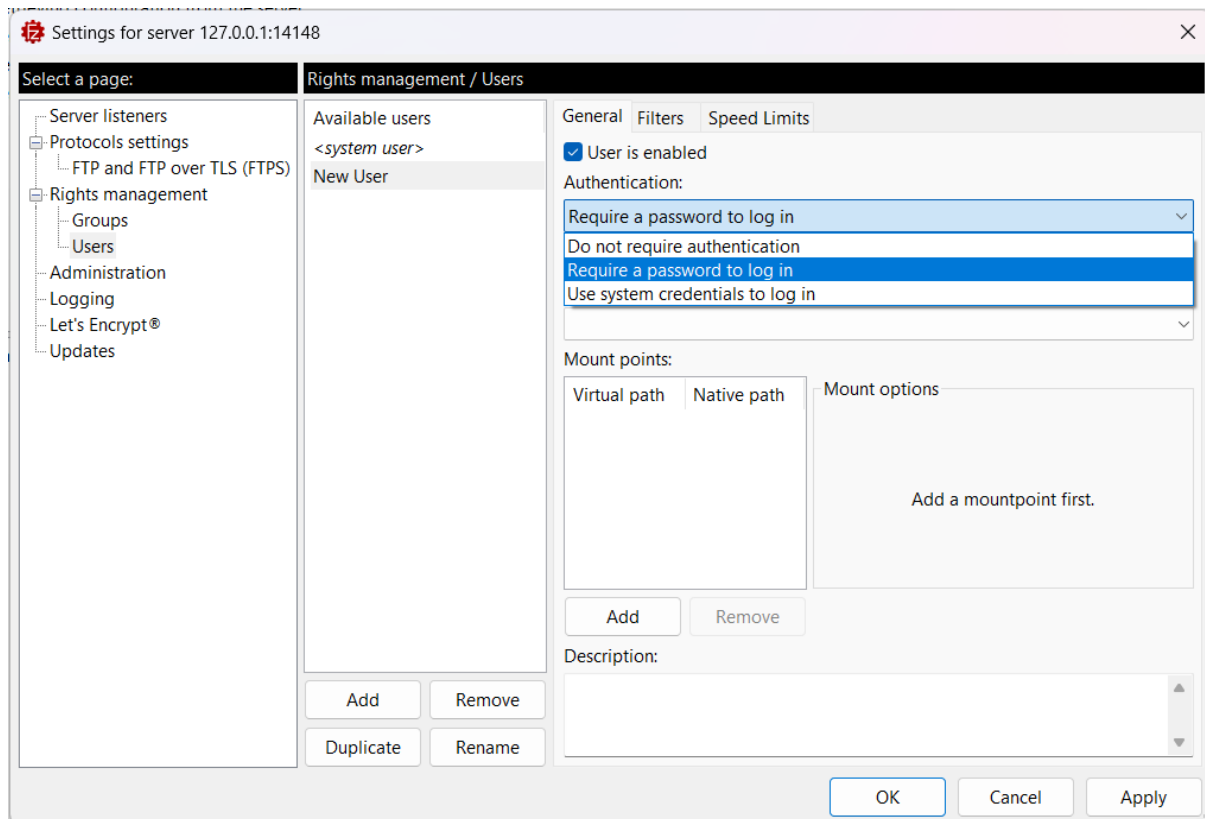 Settings for server 127.0.0.1:14148
Select a page:
Server listeners
Protocols settings
FTP and FTP over TLS (FTPS)
Rights management
Groups
Users
Administration
Logging
Let's Encrypt®
Updates
Rights management / Users
Available users
<system user>
New User
Add
Remove
Duplicate
Rename
General
Filters
Speed Limits
User is enabled
Authentication:
Require a password to log in
Do not require authentication
Require a password to log in
Use system credentials to log in
Mount points:
Virtual path
Native path
Mount options
Add a mountpoint first.
Add
Remove
Description:
OK
Cancel
Apply